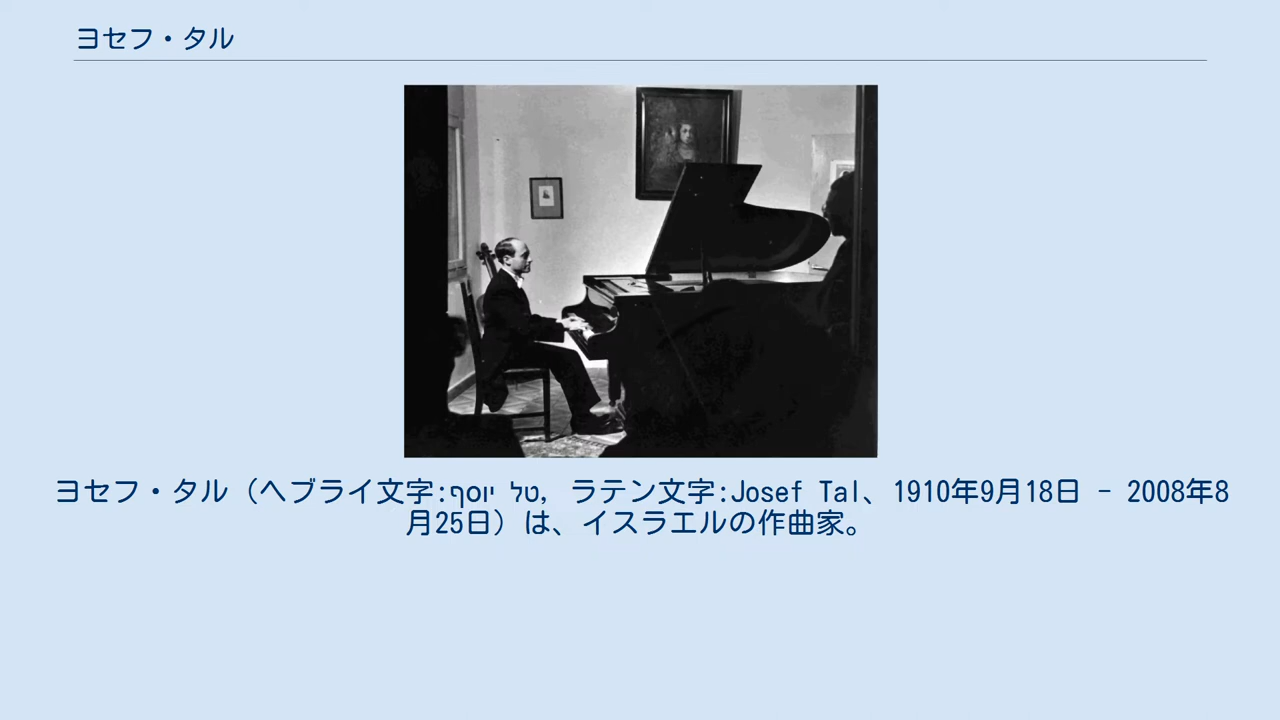 ヨセフ・タル
ヨセフ・タル（ヘブライ文字:יוסף טל, ラテン文字:Josef Tal、1910年9月18日 - 2008年8
月25日）は、イスラエルの作曲家。